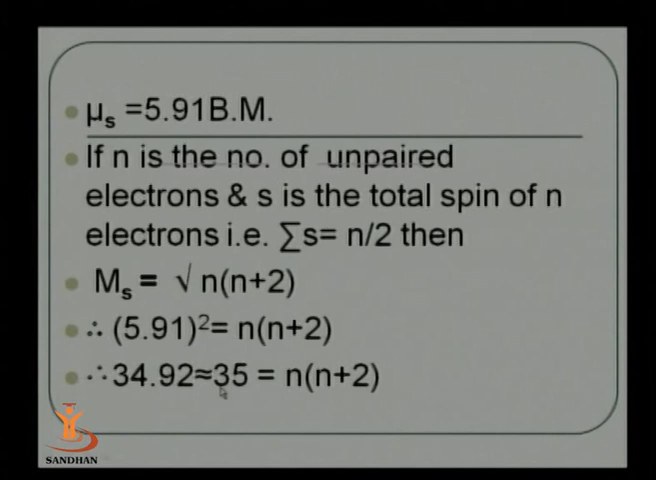 μs =5.91B.M.
If n is the no. of unpaired
electrons & s is the total spin of n
electrons i.e. ∑s= n/2 then
Ms = √ n(n+2)
∴ (5.91)²= n(n+2)
∴34.92≈35 = n(n+2)
SANDHAN